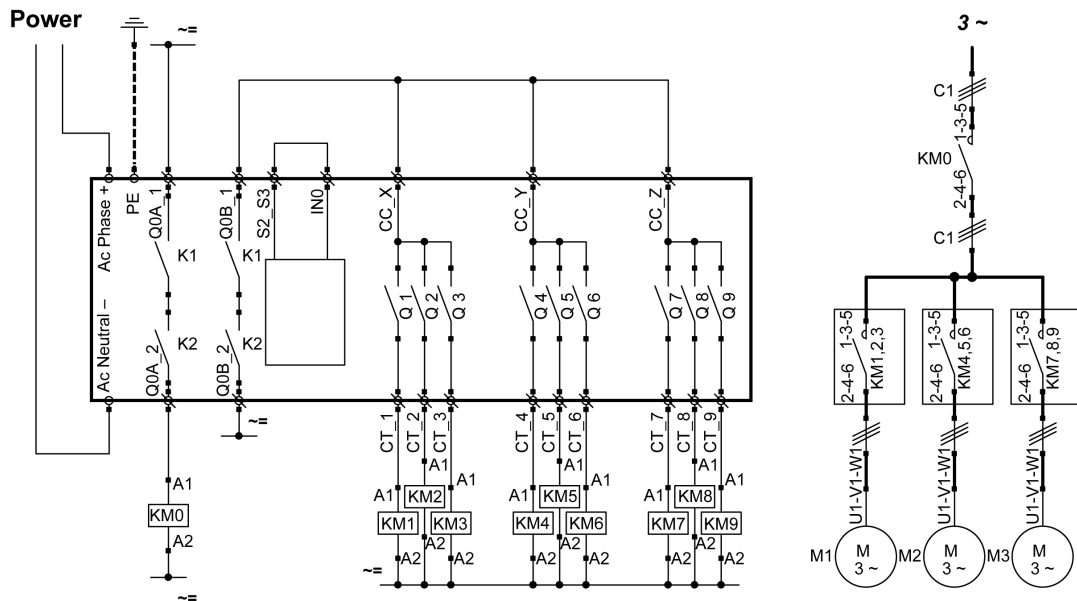 Power
~=
3 ~
Ac Phase +
PE
Q0A_1
Q0B_1
S2_S3
IN0
CC_X
CC_Y
CC_Z
K1
K1
Q 1
Q 2
Q 3
Q 4
Q 5
Q 6
Q 7
Q 8
Q 9
Ac Neutral –
Q0A_2
K2
Q0B_2
K2
~=
CT_1
CT_2
CT_3
CT_4
CT_5
CT_6
CT_7
CT_8
CT_9
A1
KM0
A2
~=
A1
A1
A1
KM1
KM2
KM3
A2
A2
A2
A1
A1
A1
KM4
KM5
KM6
A2
A2
A2
A1
A1
A1
KM7
KM8
KM9
A2
A2
A2
~=
C1
1-3-5
KM0
2-4-6
C1
1-3-5
2-4-6
KM1,2,3
1-3-5
2-4-6
KM4,5,6
1-3-5
2-4-6
KM7,8,9
U1-V1-W1
U1-V1-W1
U1-V1-W1
M1
M
3 ~
M2
M
3 ~
M3
M
3 ~